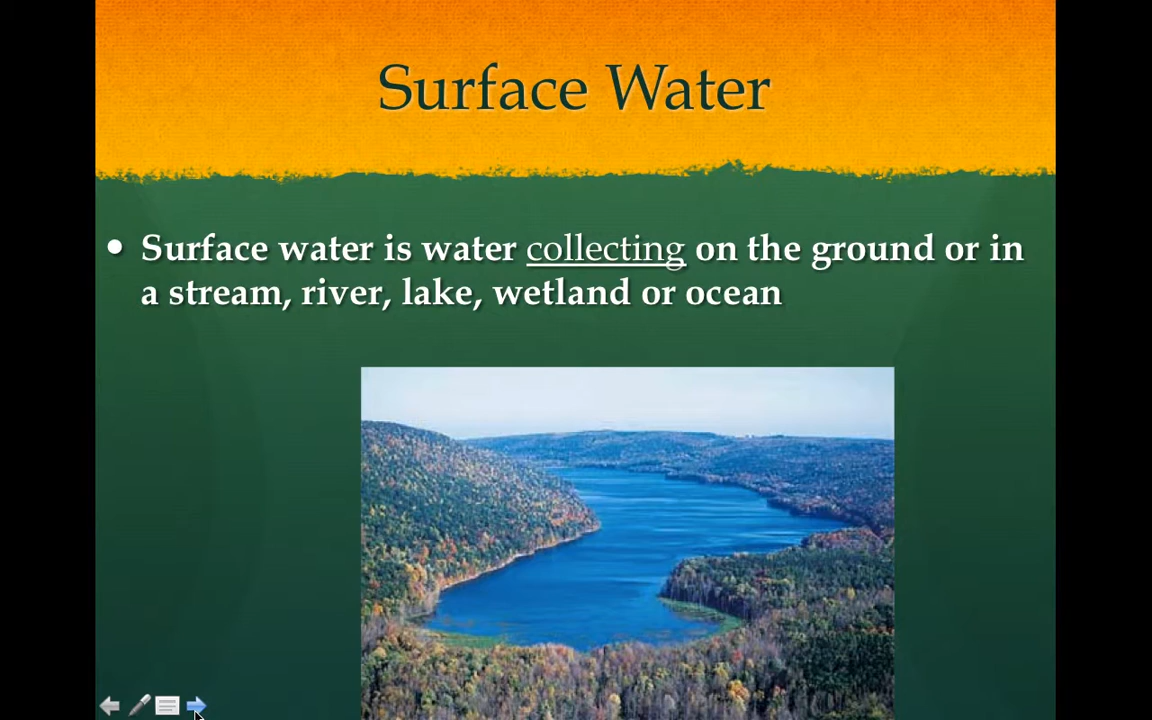 Surface Water
• Surface water is water collecting on the ground or in
a stream, river, lake, wetland or ocean